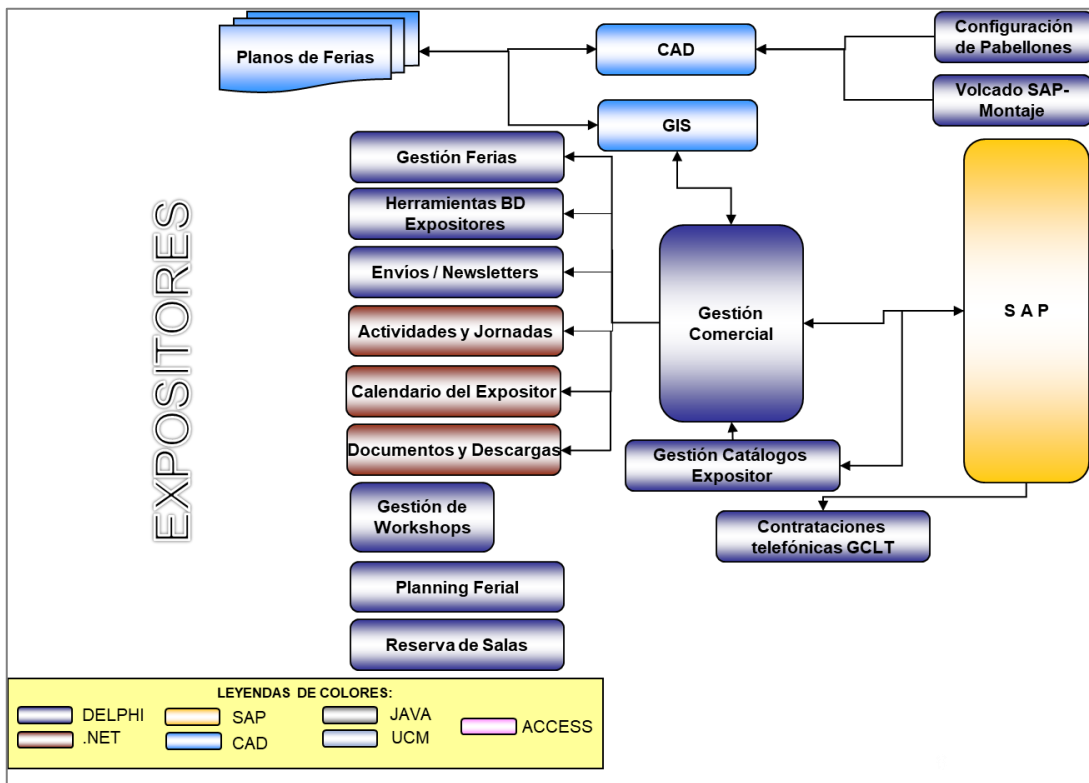 Planos de Ferias
CAD
Configuración
de Pabellones
Volcado SAP-
Montaje
GIS
Gestión Ferias
Herramientas BD
Expositores
Envíos / Newsletters
Actividades y Jornadas
Calendario del Expositor
Documentos y Descargas
Gestión de
Workshops
Planning Ferial
Reserva de Salas
EXPOSITORES
Gestión
Comercial
S A P
Gestión Catálogos
Expositor
Contrataciones
telefónicas GCLT
LEYENDAS DE COLORES:
DELPHI
SAP
JAVA
ACCESS
.NET
CAD
UCM